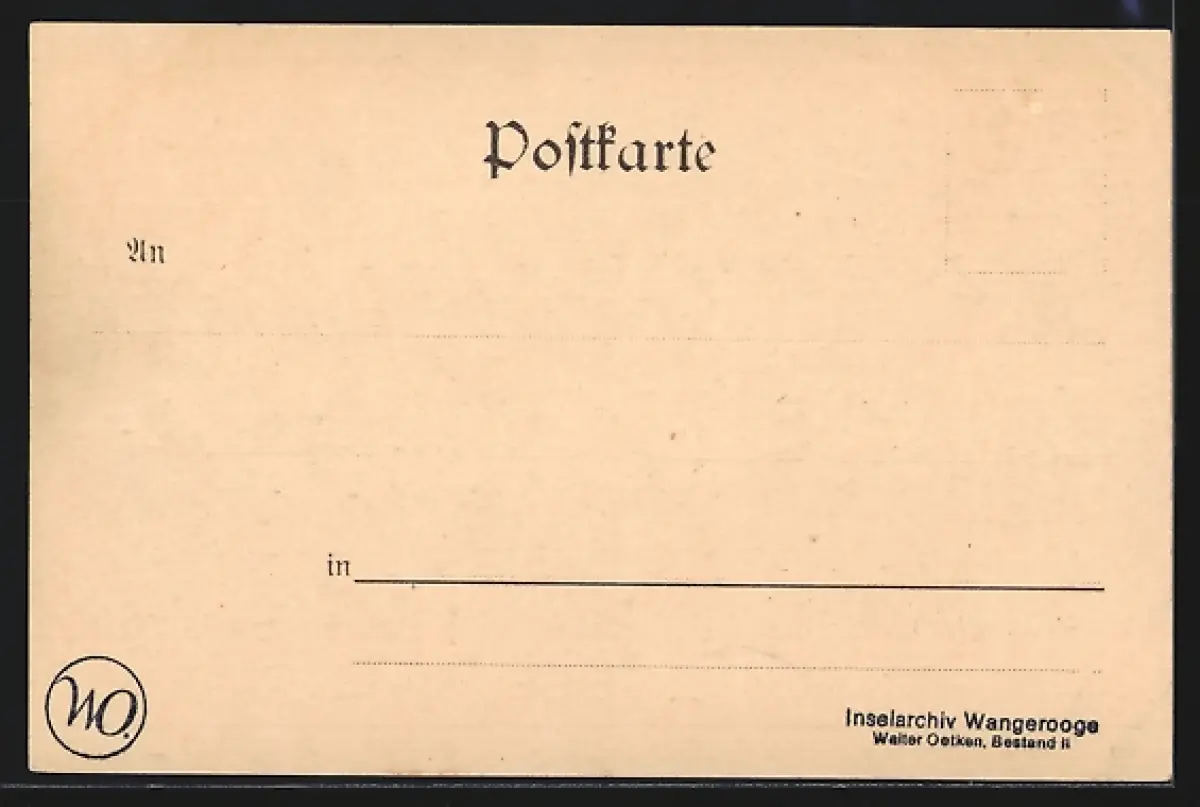 Poſtkarte
An
in
WO.
Inselarchiv Wangerooge
Walter Oetken, Bestand II